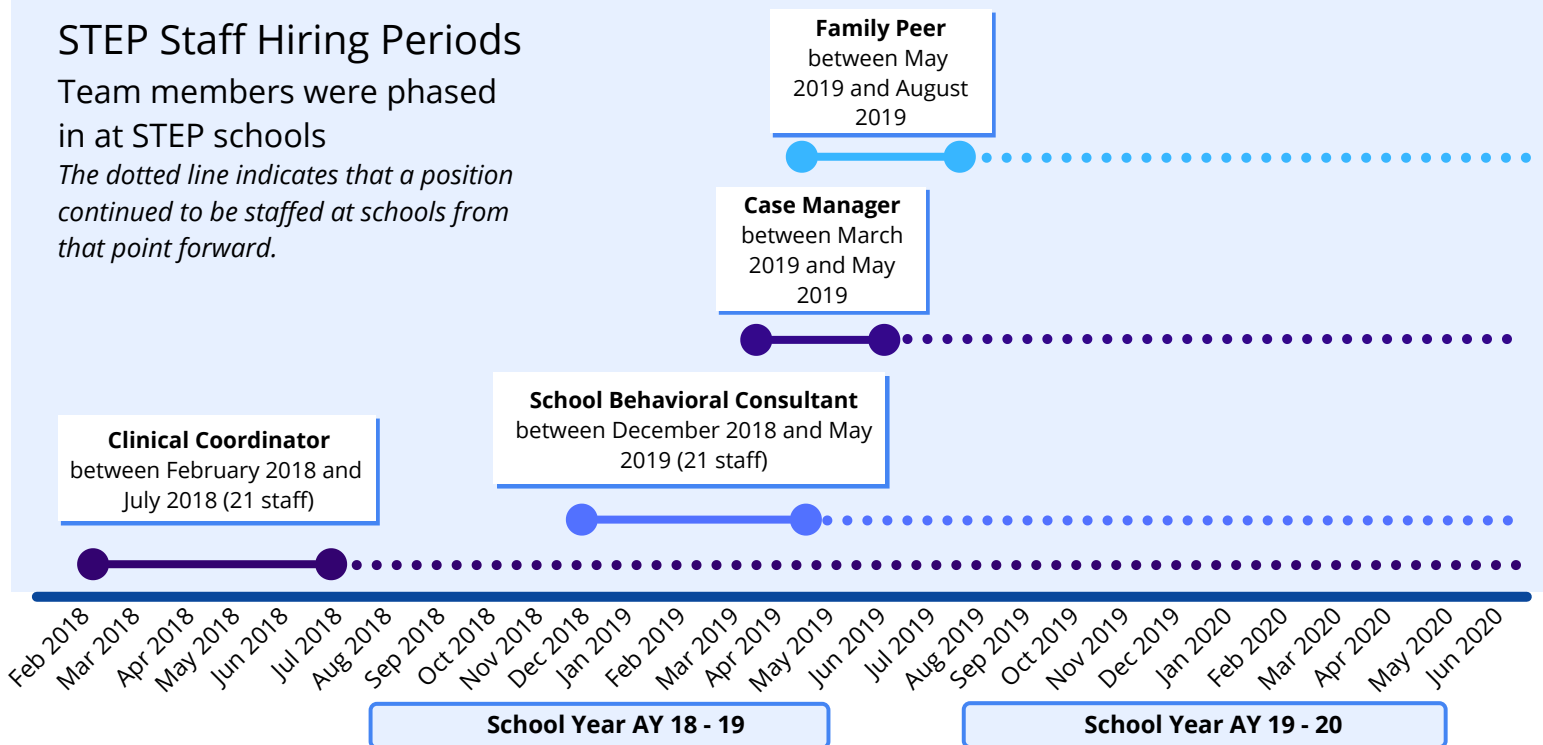 STEP Staff Hiring Periods
Team members were phased
in at STEP schools
The dotted line indicates that a position
continued to be staffed at schools from
that point forward.
Family Peer
between May
2019 and August
2019
Case Manager
between March
2019 and May
2019
School Behavioral Consultant
between December 2018 and May
2019 (21 staff)
Clinical Coordinator
between February 2018 and
July 2018 (21 staff)
Feb 2018
Mar 2018
Apr 2018
May 2018
Jun 2018
Jul 2018
Aug 2018
Sep 2018
Oct 2018
Nov 2018
Dec 2018
Jan 2019
Feb 2019
Mar 2019
Apr 2019
May 2019
Jun 2019
Jul 2019
Aug 2019
Sep 2019
Oct 2019
Nov 2019
Dec 2019
Jan 2020
Feb 2020
Mar 2020
Apr 2020
May 2020
Jun 2020
School Year AY 18 - 19
School Year AY 19 - 20